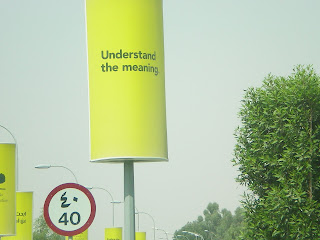 Understand
the meaning.
٤٠
40